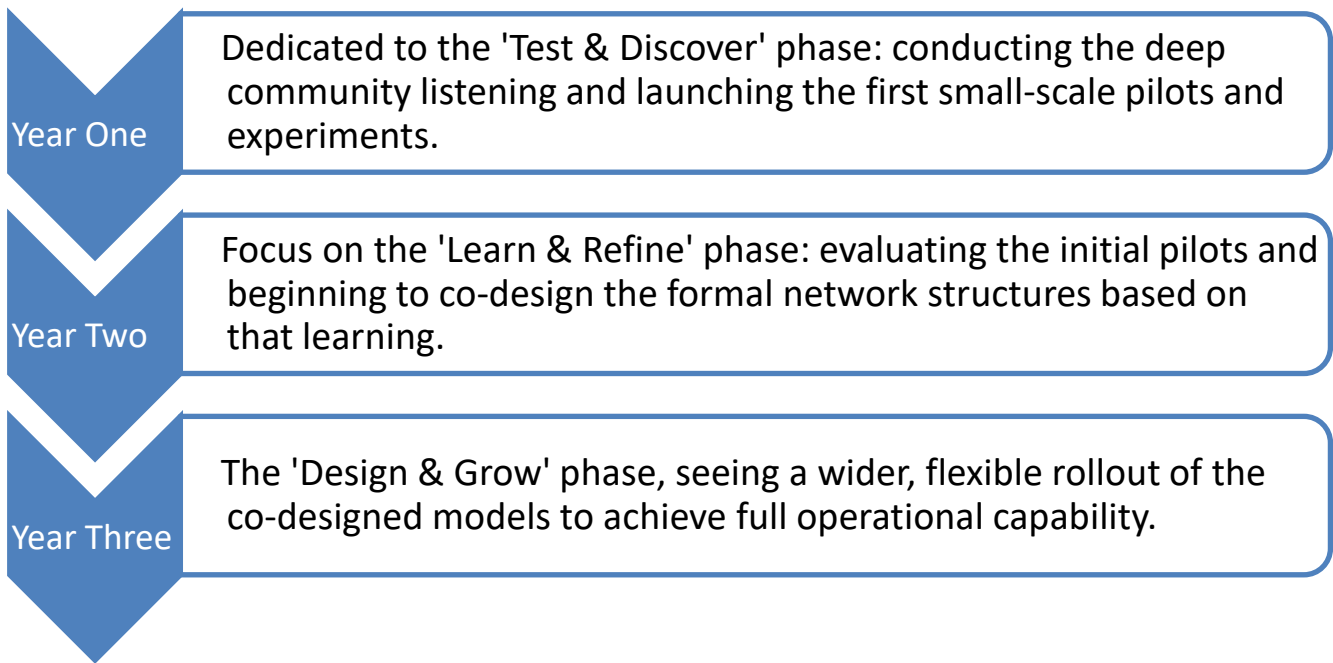 Year One
Dedicated to the 'Test & Discover' phase: conducting the deep
community listening and launching the first small-scale pilots and
experiments.
Year Two
Focus on the 'Learn & Refine' phase: evaluating the initial pilots and
beginning to co-design the formal network structures based on
that learning.
Year Three
The 'Design & Grow' phase, seeing a wider, flexible rollout of the
co-designed models to achieve full operational capability.